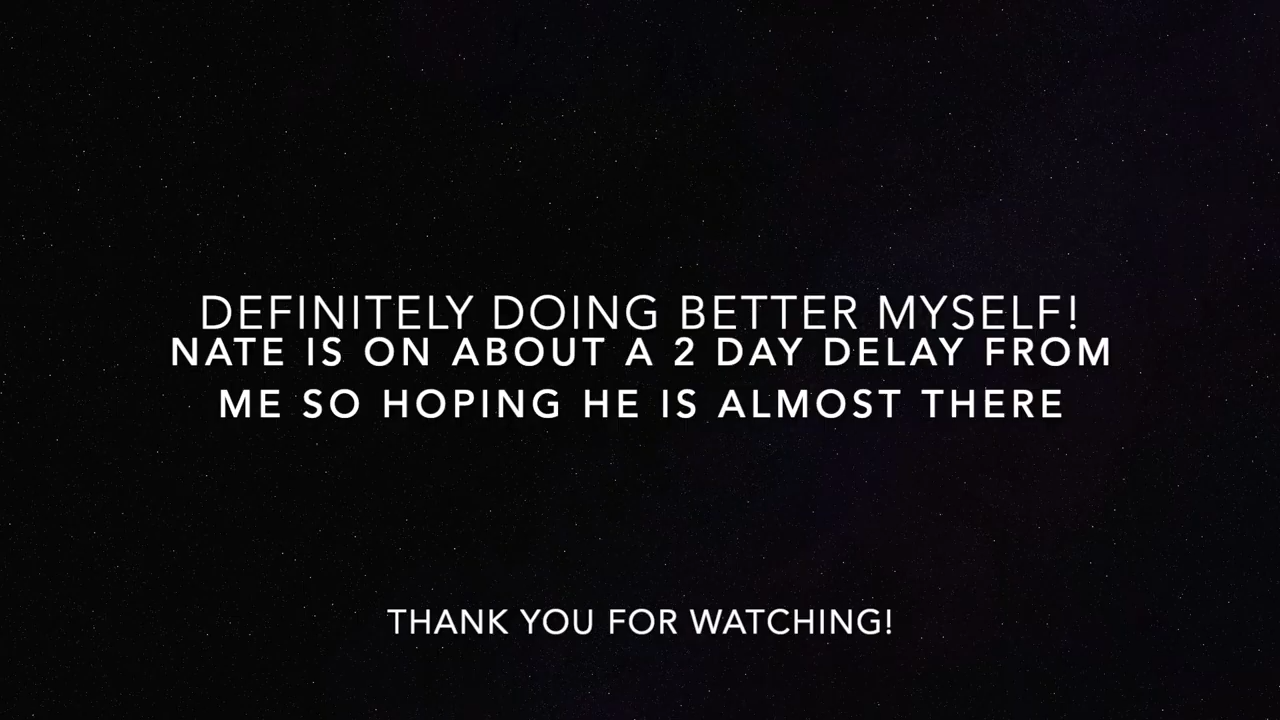 DEFINITELY DOING BETTER MYSELF!
NATE IS ON ABOUT A 2 DAY DELAY FROM
ME SO HOPING HE IS ALMOST THERE
THANK YOU FOR WATCHING!